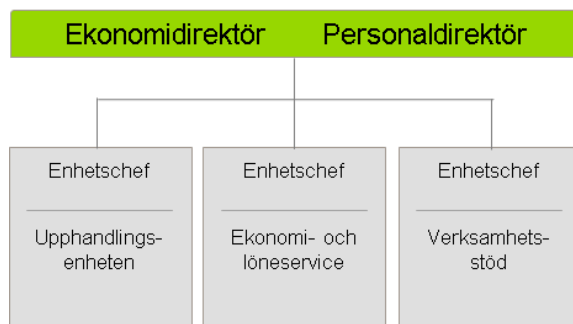 Ekonomidirektör Personaldirektör
Enhetschef
Upphandlings-
enheten
Enhetschef
Ekonomi- och
löneservice
Enhetschef
Verksamhets-
stöd